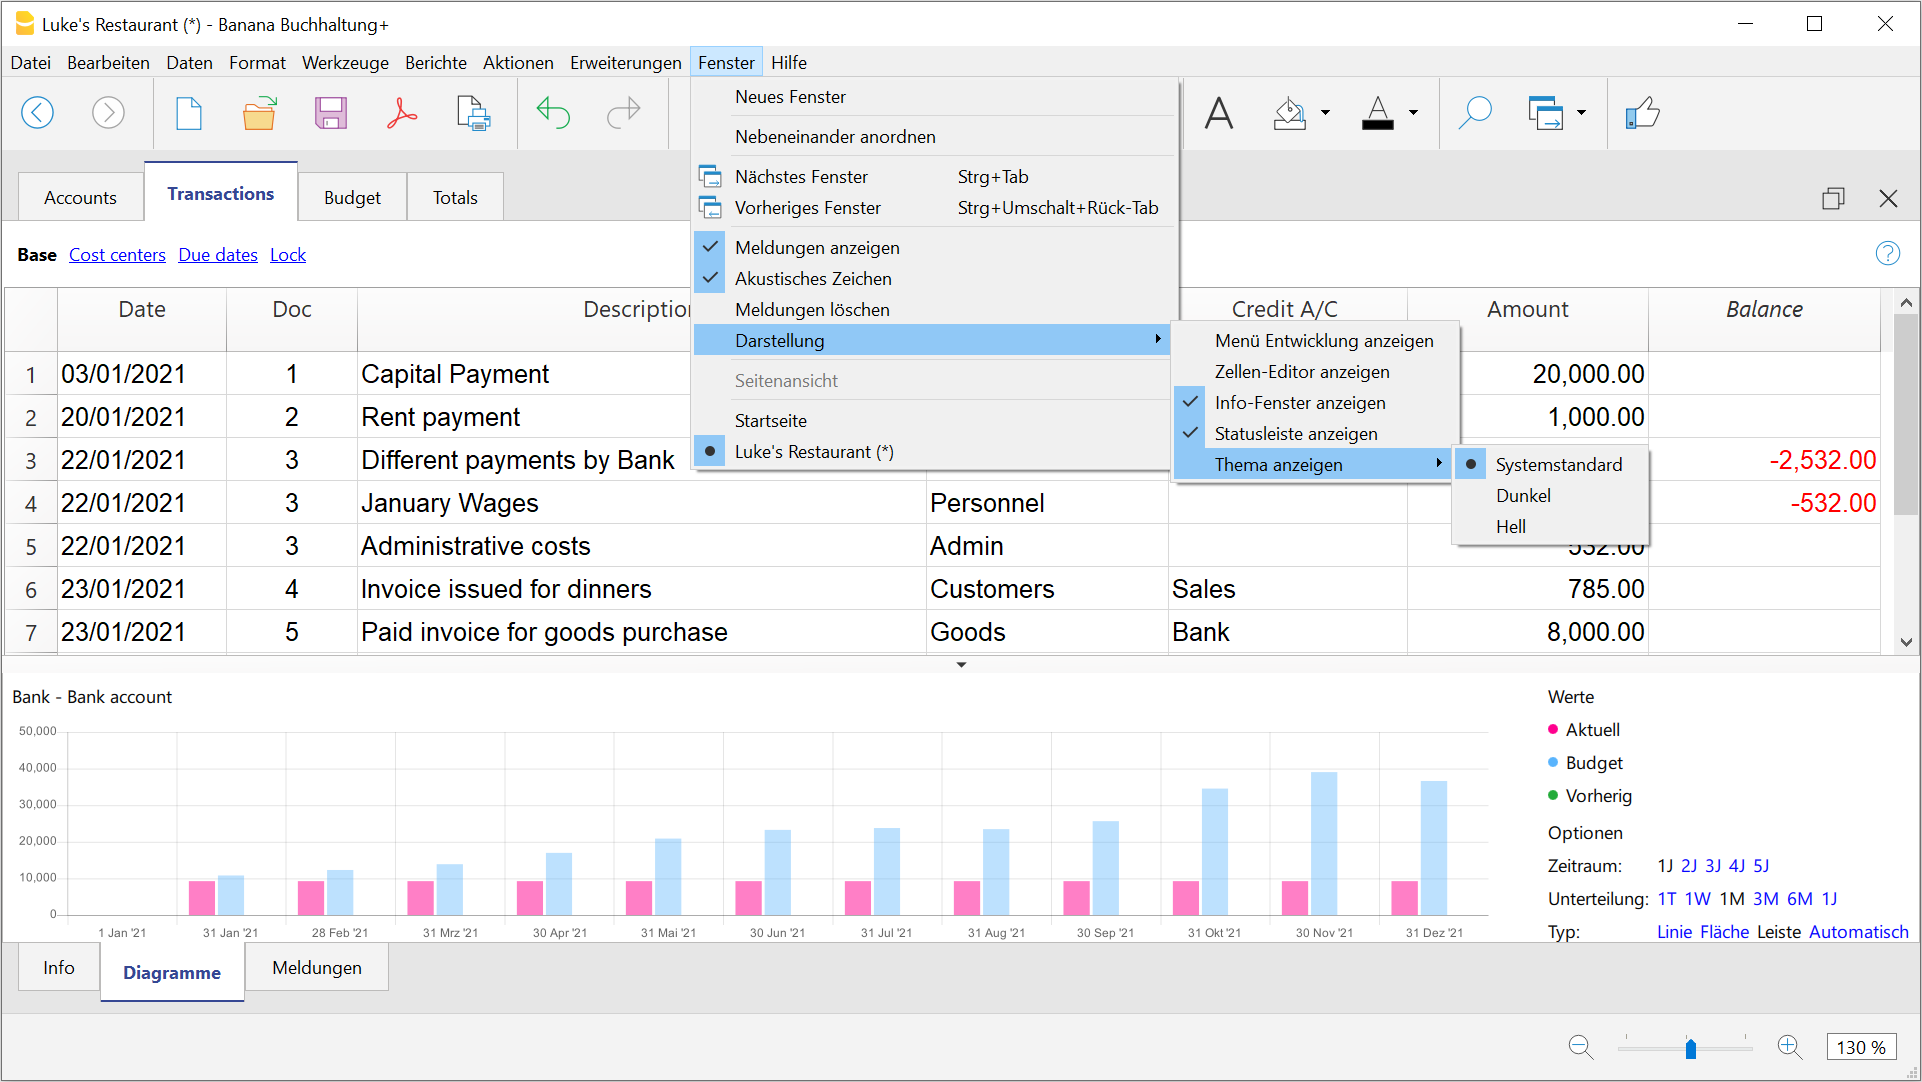 Luke's Restaurant (*) - Banana Buchhaltung+
Datei Bearbeiten Daten Format Werkzeuge Berichte Aktionen Erweiterungen Fenster Hilfe
Neues Fenster
Nebeneinander anordnen
Nächstes Fenster Strg+Tab
Vorheriges Fenster Strg+Umschalt+Rück-Tab
Meldungen anzeigen
Akustisches Zeichen
Meldungen löschen
Darstellung
Seitenansicht
Startseite
Luke's Restaurant (*)
Menü Entwicklung anzeigen
Zellen-Editor anzeigen
Info-Fenster anzeigen
Statusleiste anzeigen
Thema anzeigen
Systemstandard
Dunkel
Hell
Accounts Transactions Budget Totals
Base Cost centers Due dates Lock
Date Doc Credit A/C Amount Balance
1 03/01/2021 1 Capital Payment 20,000.00
2 20/01/2021 2 Rent payment 1,000.00
3 22/01/2021 3 Different payments by Bank -2,532.00
4 22/01/2021 3 January Wages Personnel -532.00
5 22/01/2021 3 Administrative costs Admin 532.00
6 23/01/2021 4 Invoice issued for dinners Customers Sales 785.00
7 23/01/2021 5 Paid invoice for goods purchase Goods Bank 8,000.00
Bank - Bank account
50,000
40,000
30,000
20,000
10,000
0
1 Jan '21 31 Jan '21 28 Feb '21 31 Mrz '21 30 Apr '21 31 Mai '21 30 Jun '21 31 Jul '21 31 Aug '21 30 Sep '21 31 Okt '21 30 Nov '21 31 Dez '21
Werte
Aktuell
Budget
Vorherig
Optionen
Zeitraum: 1J 2J 3J 4J 5J
Unterteilung: 1T 1W 1M 3M 6M 1J
Typ: Linie Fläche Leiste Automatisch
Info Diagramme Meldungen
130 %